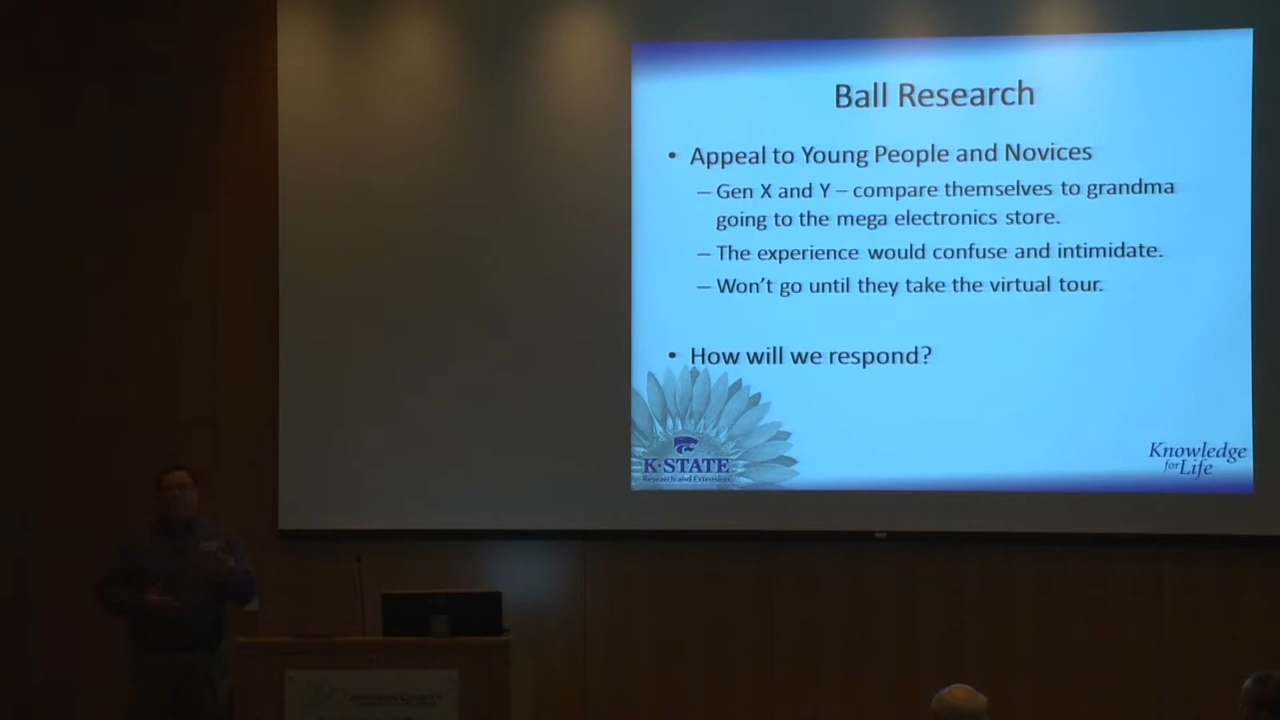 Ball Research
• Appeal to Young People and Novices
– Gen X and Y – compare themselves to grandma
going to the mega electronics store.
– The experience would confuse and intimidate.
– Won't go until they take the virtual tour.
• How will we respond?
K-STATE
Research and Extension
Knowledge
for Life